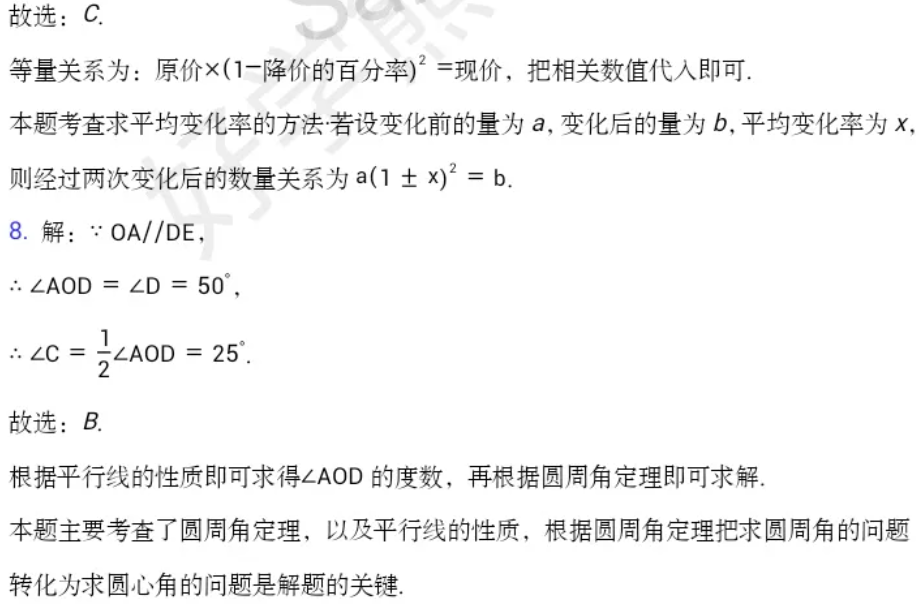 故选：C.
等量关系为：原价×(1−降价的百分率)² =现价，把相关数值代入即可.
本题考查求平均变化率的方法·若设变化前的量为 a, 变化后的量为 b, 平均变化率为 x,
则经过两次变化后的数量关系为 a(1 ± x)² = b.
8. 解：∵ OA//DE，
∴ ∠AOD = ∠D = 50°，
∴ ∠C = 1/2∠AOD = 25°.
故选：B.
根据平行线的性质即可求得∠AOD 的度数，再根据圆周角定理即可求解.
本题主要考查了圆周角定理，以及平行线的性质，根据圆周角定理把求圆周角的问题
转化为求圆心角的问题是解题的关键.